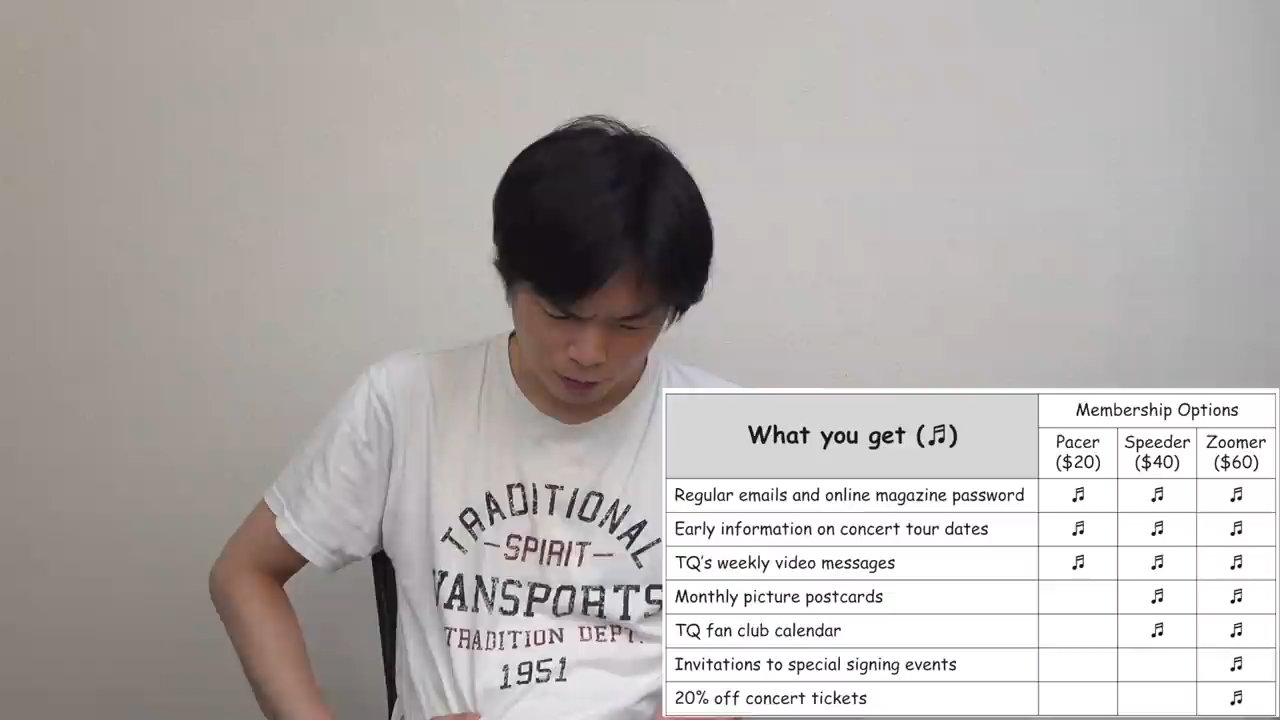 TRADITIONAL
SPIRIT
VANSPORTS
TRADITION DEPT.
1951
What you get (♬)
Membership Options
Pacer ($20)
Speeder ($40)
Zoomer ($60)
Regular emails and online magazine password ♬ ♬ ♬
Early information on concert tour dates ♬ ♬ ♬
TQ's weekly video messages ♬ ♬ ♬
Monthly picture postcards ♬ ♬
TQ fan club calendar ♬ ♬
Invitations to special signing events ♬
20% off concert tickets ♬